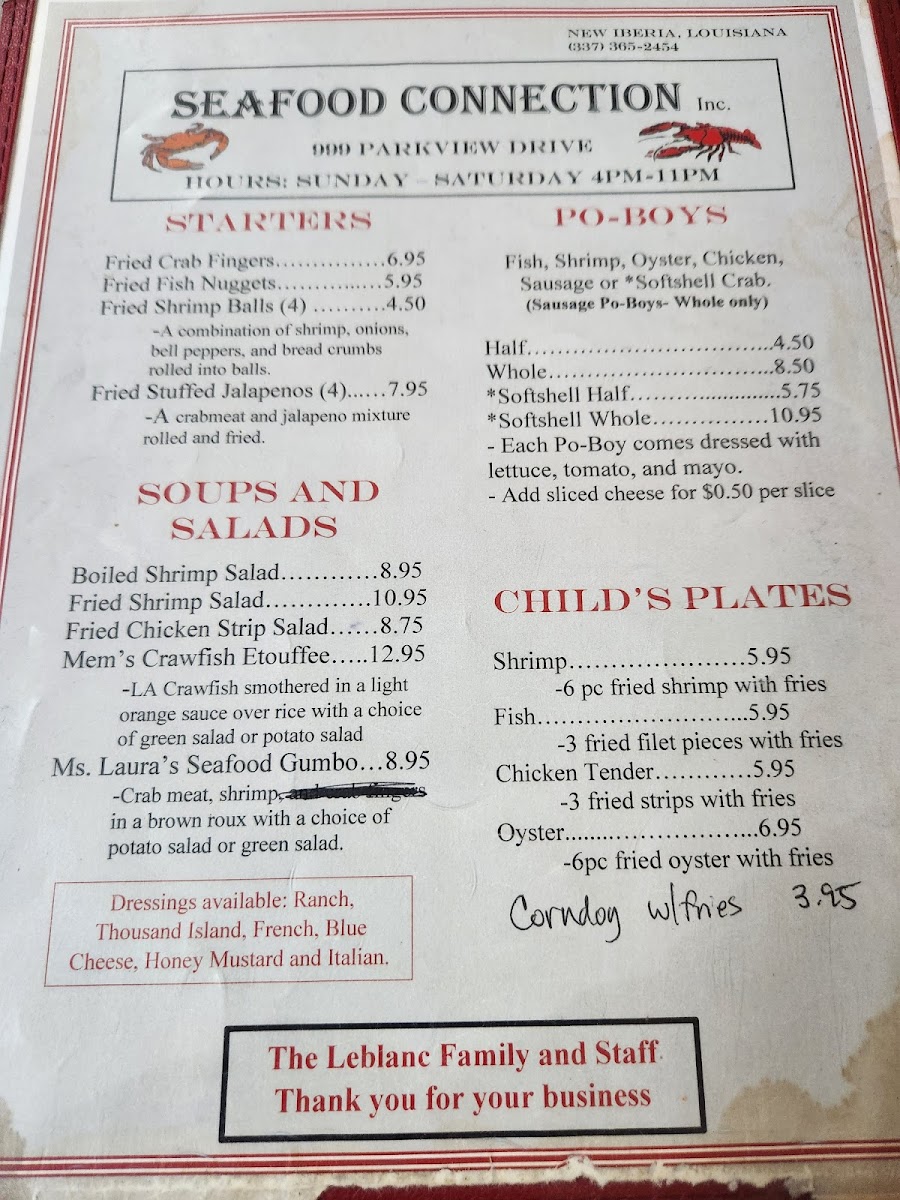 NEW IBERIA, LOUISIANA
(337) 365-2454
SEAFOOD CONNECTION Inc.
999 PARKVIEW DRIVE
HOURS: SUNDAY - SATURDAY 4PM-11PM
STARTERS
Fried Crab Fingers...............6.95
Fried Fish Nuggets...............5.95
Fried Shrimp Balls (4) ..........4.50
-A combination of shrimp, onions,
bell peppers, and bread crumbs
rolled into balls.
Fried Stuffed Jalapenos (4)......7.95
-A crabmeat and jalapeno mixture
rolled and fried.
SOUPS AND
SALADS
Boiled Shrimp Salad............8.95
Fried Shrimp Salad.............10.95
Fried Chicken Strip Salad......8.75
Mem's Crawfish Etouffee.....12.95
-LA Crawfish smothered in a light
orange sauce over rice with a choice
of green salad or potato salad
Ms. Laura's Seafood Gumbo...8.95
-Crab meat, shrimp, and crab fingers
in a brown roux with a choice of
potato salad or green salad.
Dressings available: Ranch,
Thousand Island, French, Blue
Cheese, Honey Mustard and Italian.
PO-BOYS
Fish, Shrimp, Oyster, Chicken,
Sausage or *Softshell Crab.
(Sausage Po-Boys- Whole only)
Half...............................4.50
Whole............................8.50
*Softshell Half......................5.75
*Softshell Whole...............10.95
- Each Po-Boy comes dressed with
lettuce, tomato, and mayo.
- Add sliced cheese for $0.50 per slice
CHILD'S PLATES
Shrimp.....................5.95
-6 pc fried shrimp with fries
Fish.........................5.95
-3 fried filet pieces with fries
Chicken Tender............5.95
-3 fried strips with fries
Oyster........................6.95
-6pc fried oyster with fries
Corndog w/fries 3.95
The Leblanc Family and Staff
Thank you for your business